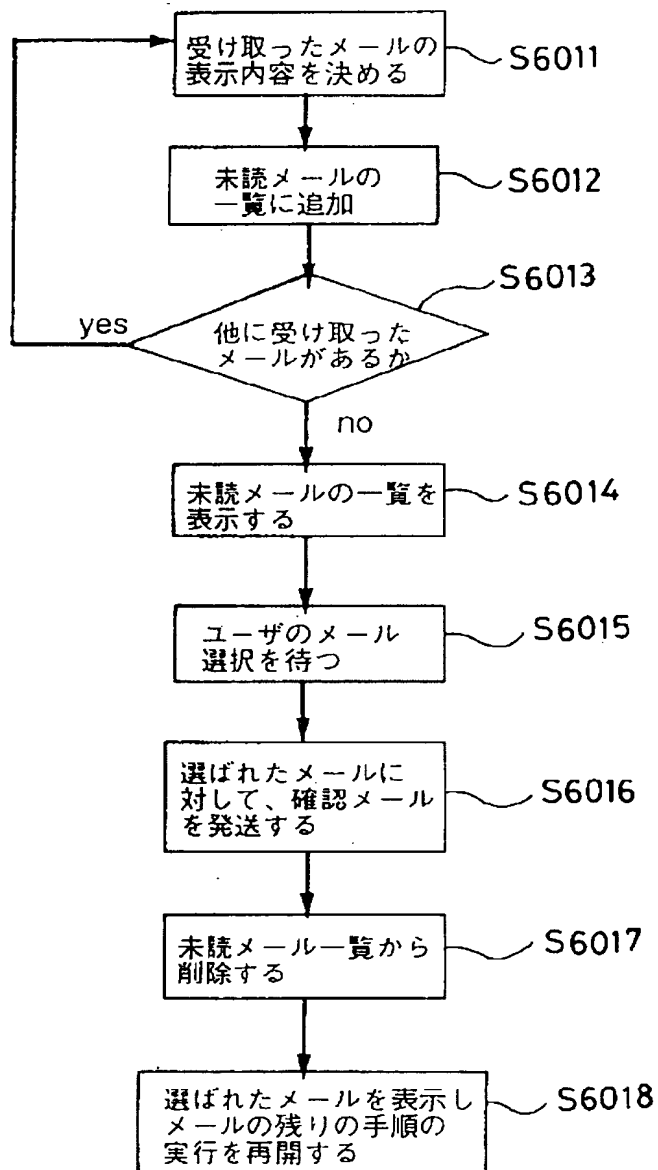 受け取ったメールの
表示内容を決める
S6011
未読メールの
一覧に追加
S6012
S6013
yes
他に受け取った
メールがあるか
no
未読メールの一覧を
表示する
S6014
ユーザのメール
選択を待つ
S6015
選ばれたメールに
対して、確認メール
を発送する
S6016
未読メール一覧から
削除する
S6017
選ばれたメールを表示し
メールの残りの手順の
実行を再開する
S6018